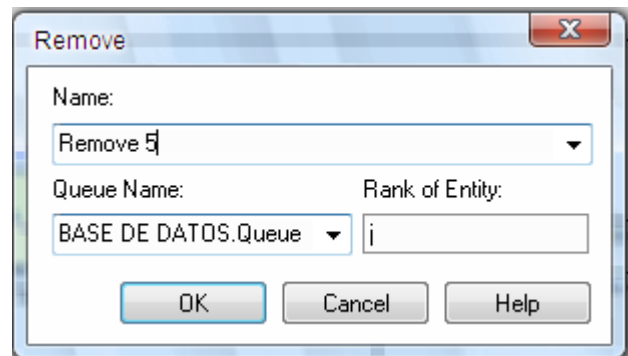 Remove
Name:
Remove 5
Queue Name: Rank of Entity:
BASE DE DATOS.Queue j
OK Cancel Help